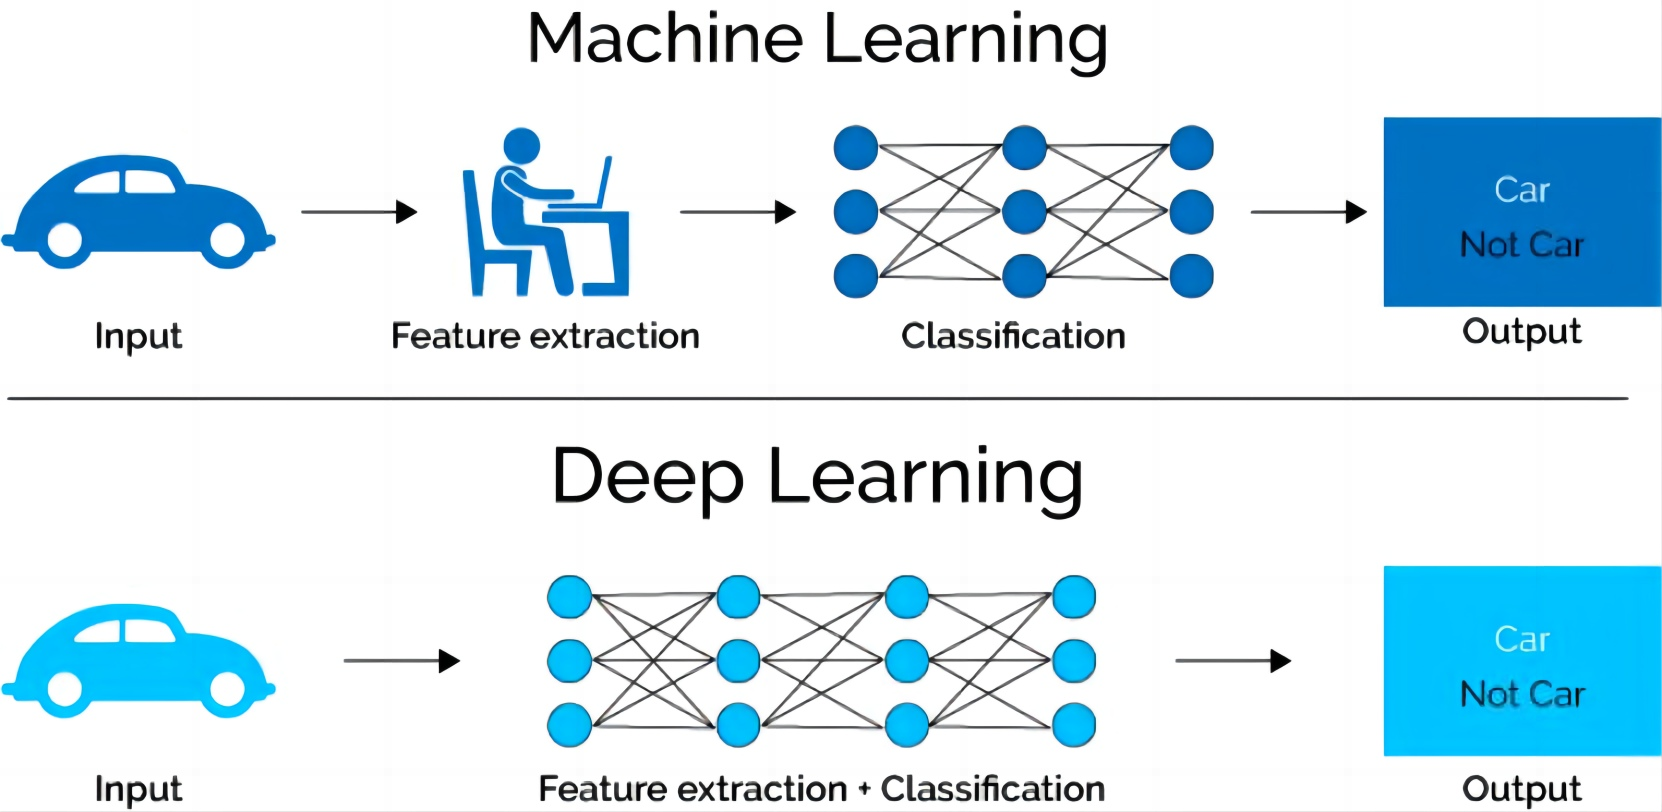 Machine Learning
Car
Not Car
Input
Feature extraction
Classification
Output
Deep Learning
Car
Not Car
Input
Feature extraction + Classification
Output